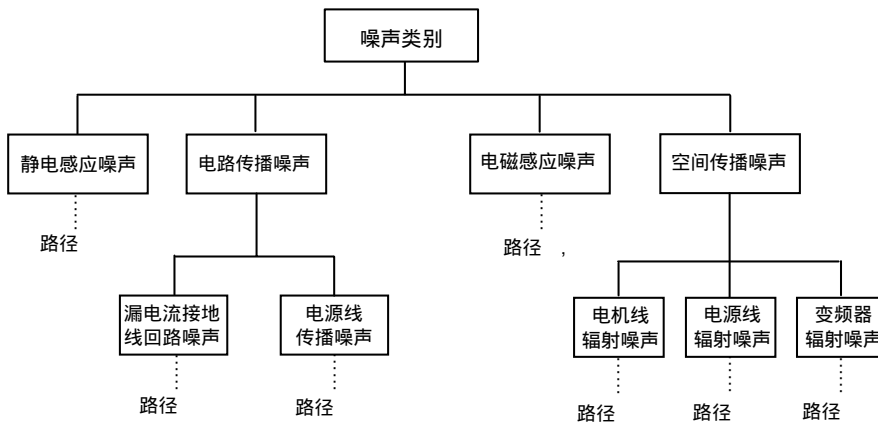 噪声类别
静电感应噪声
电路传播噪声
电磁感应噪声
空间传播噪声
路径
路径 ,
漏电流接地
线回路噪声
电源线
传播噪声
电机线
辐射噪声
电源线
辐射噪声
变频器
辐射噪声
路径
路径
路径
路径
路径